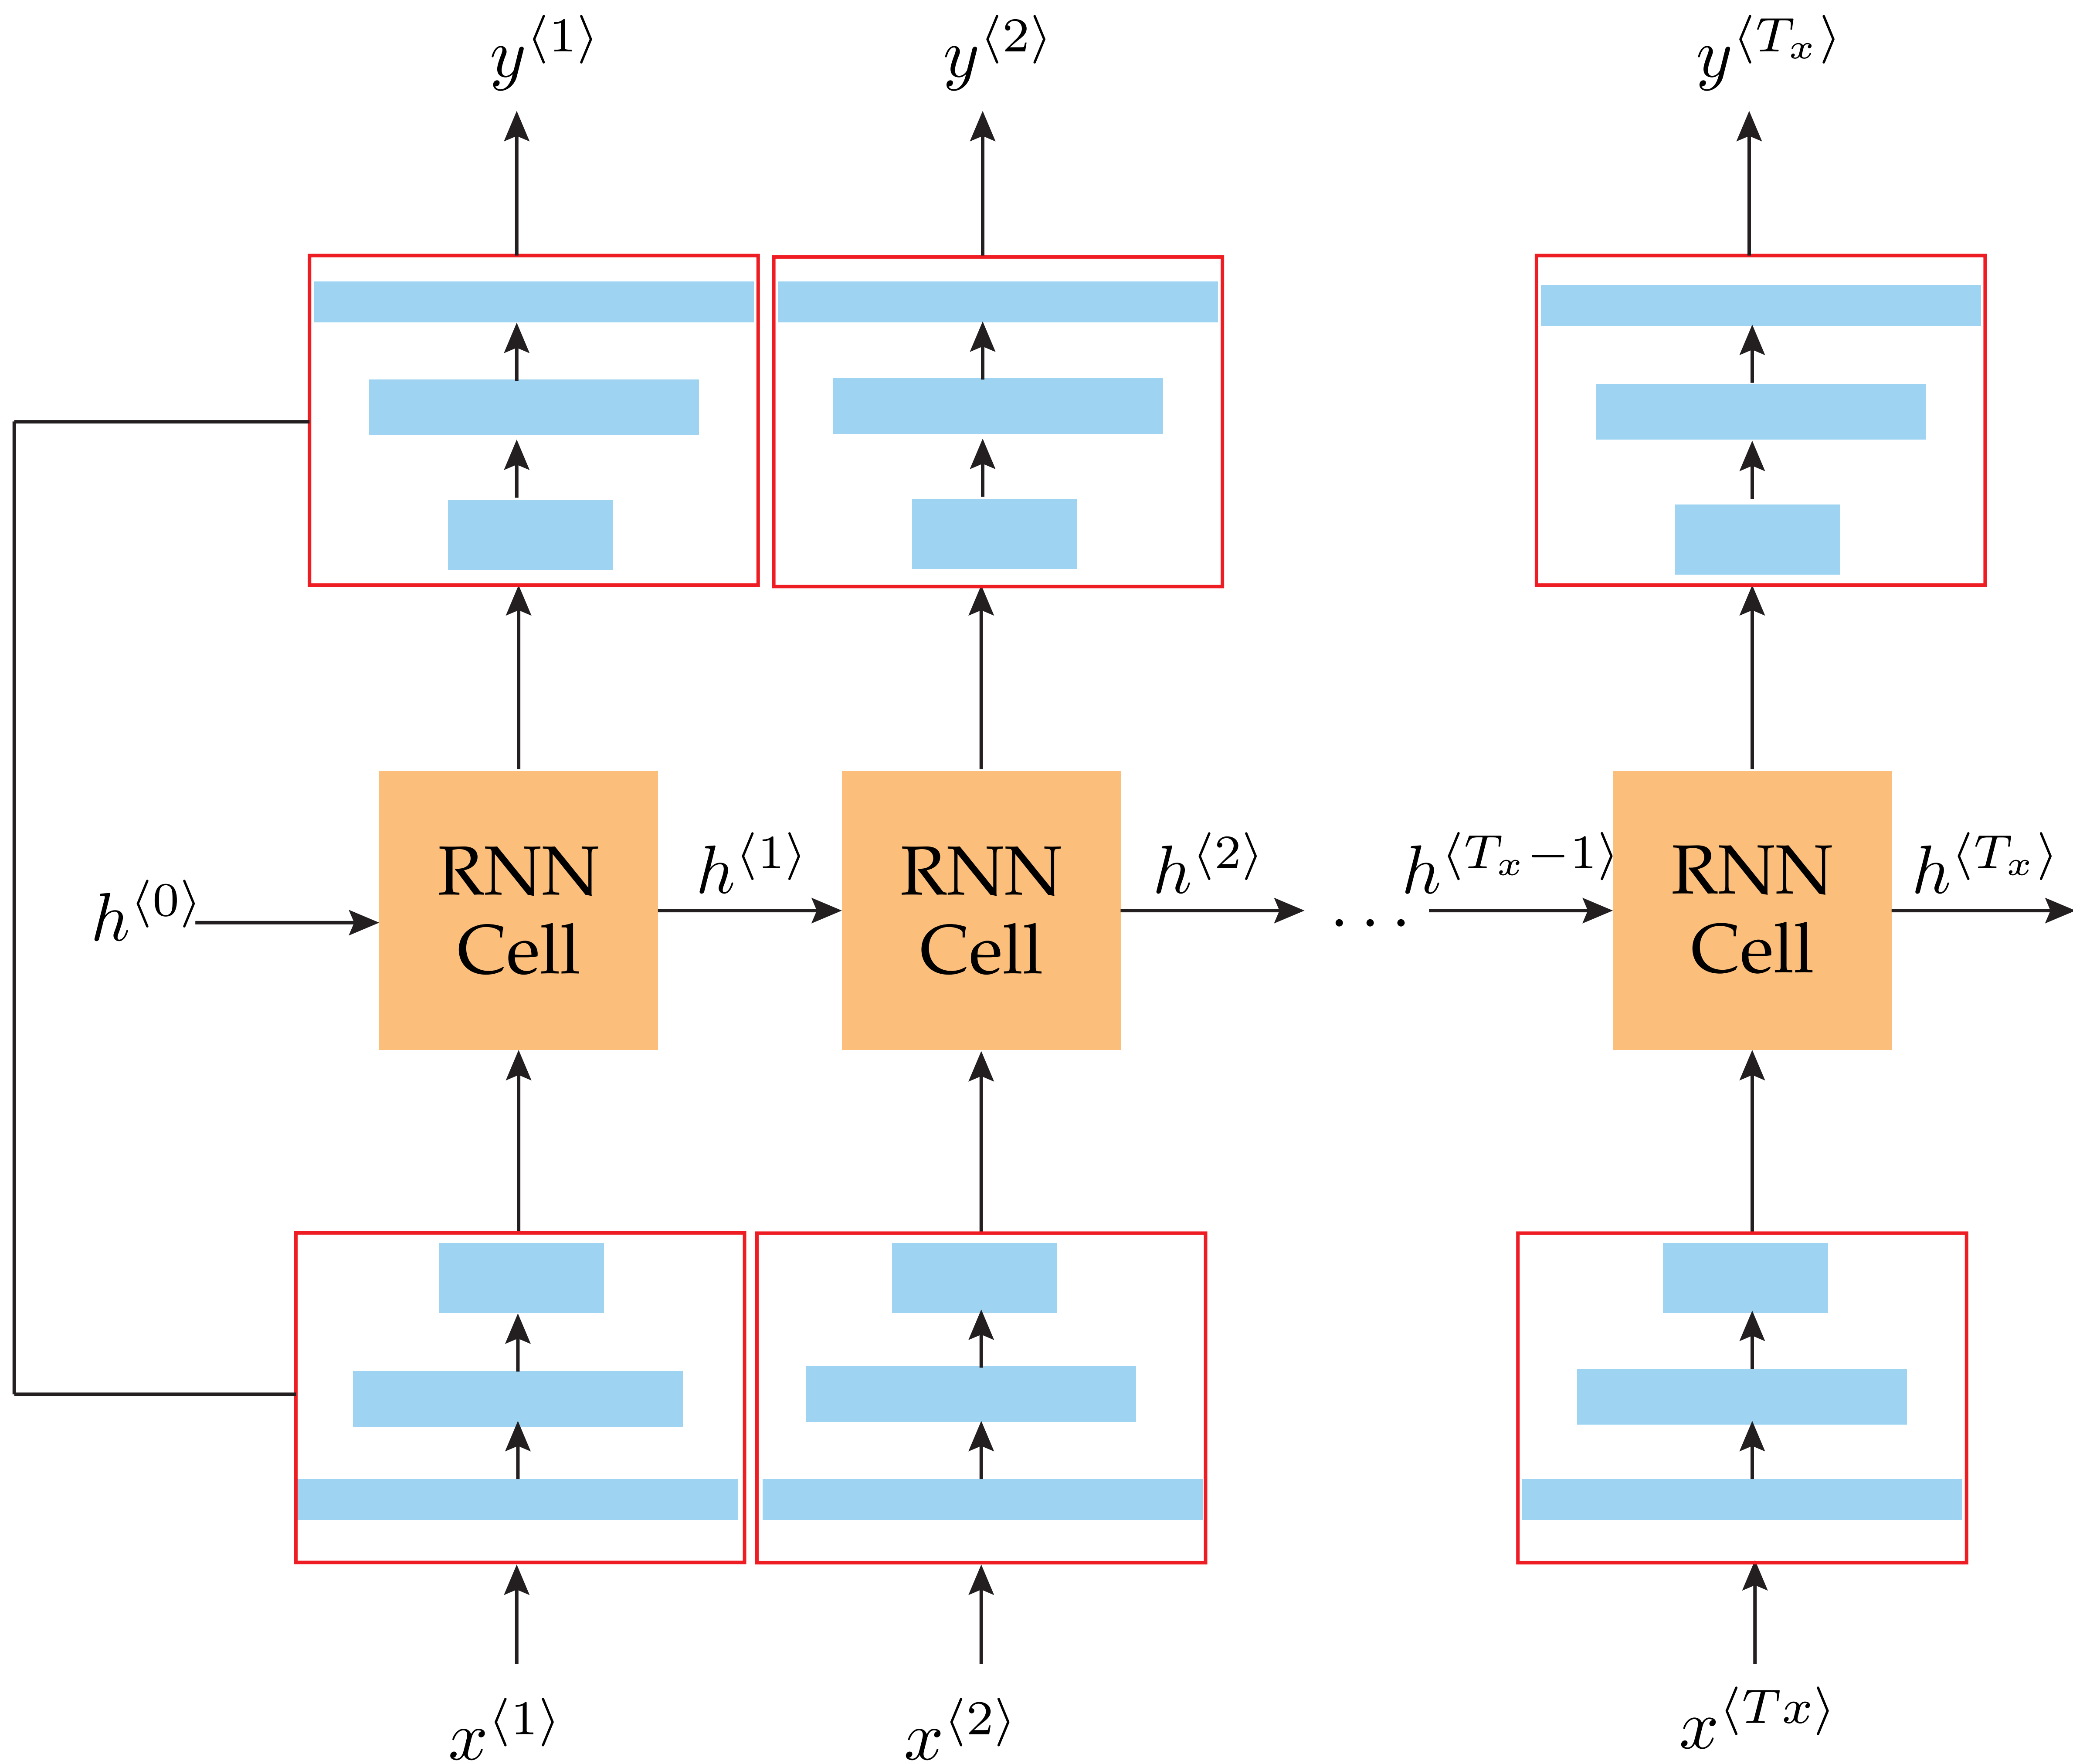 y⟨1⟩ y⟨2⟩ y⟨Tₓ⟩
RNN RNN RNN
Cell Cell Cell
h⟨0⟩ h⟨1⟩ h⟨2⟩ ... h⟨Tₓ−1⟩ h⟨Tₓ⟩
x⟨1⟩ x⟨2⟩ x⟨Tx⟩